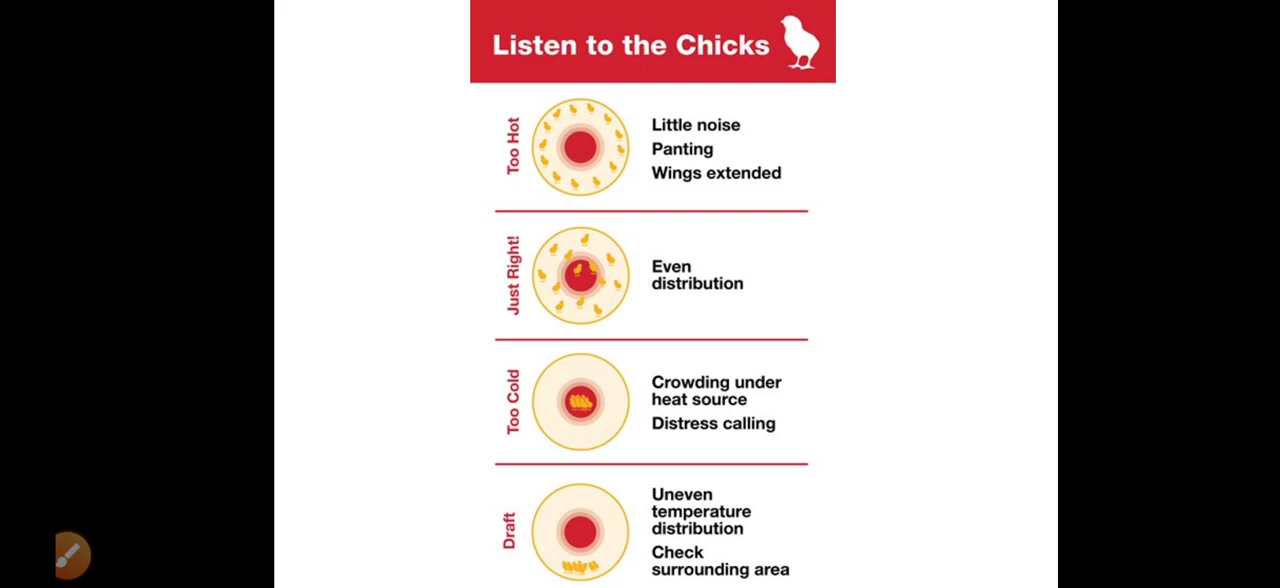 Listen to the Chicks
Too Hot
Little noise
Panting
Wings extended
Just Right!
Even
distribution
Too Cold
Crowding under
heat source
Distress calling
Draft
Uneven
temperature
distribution
Check
surrounding area